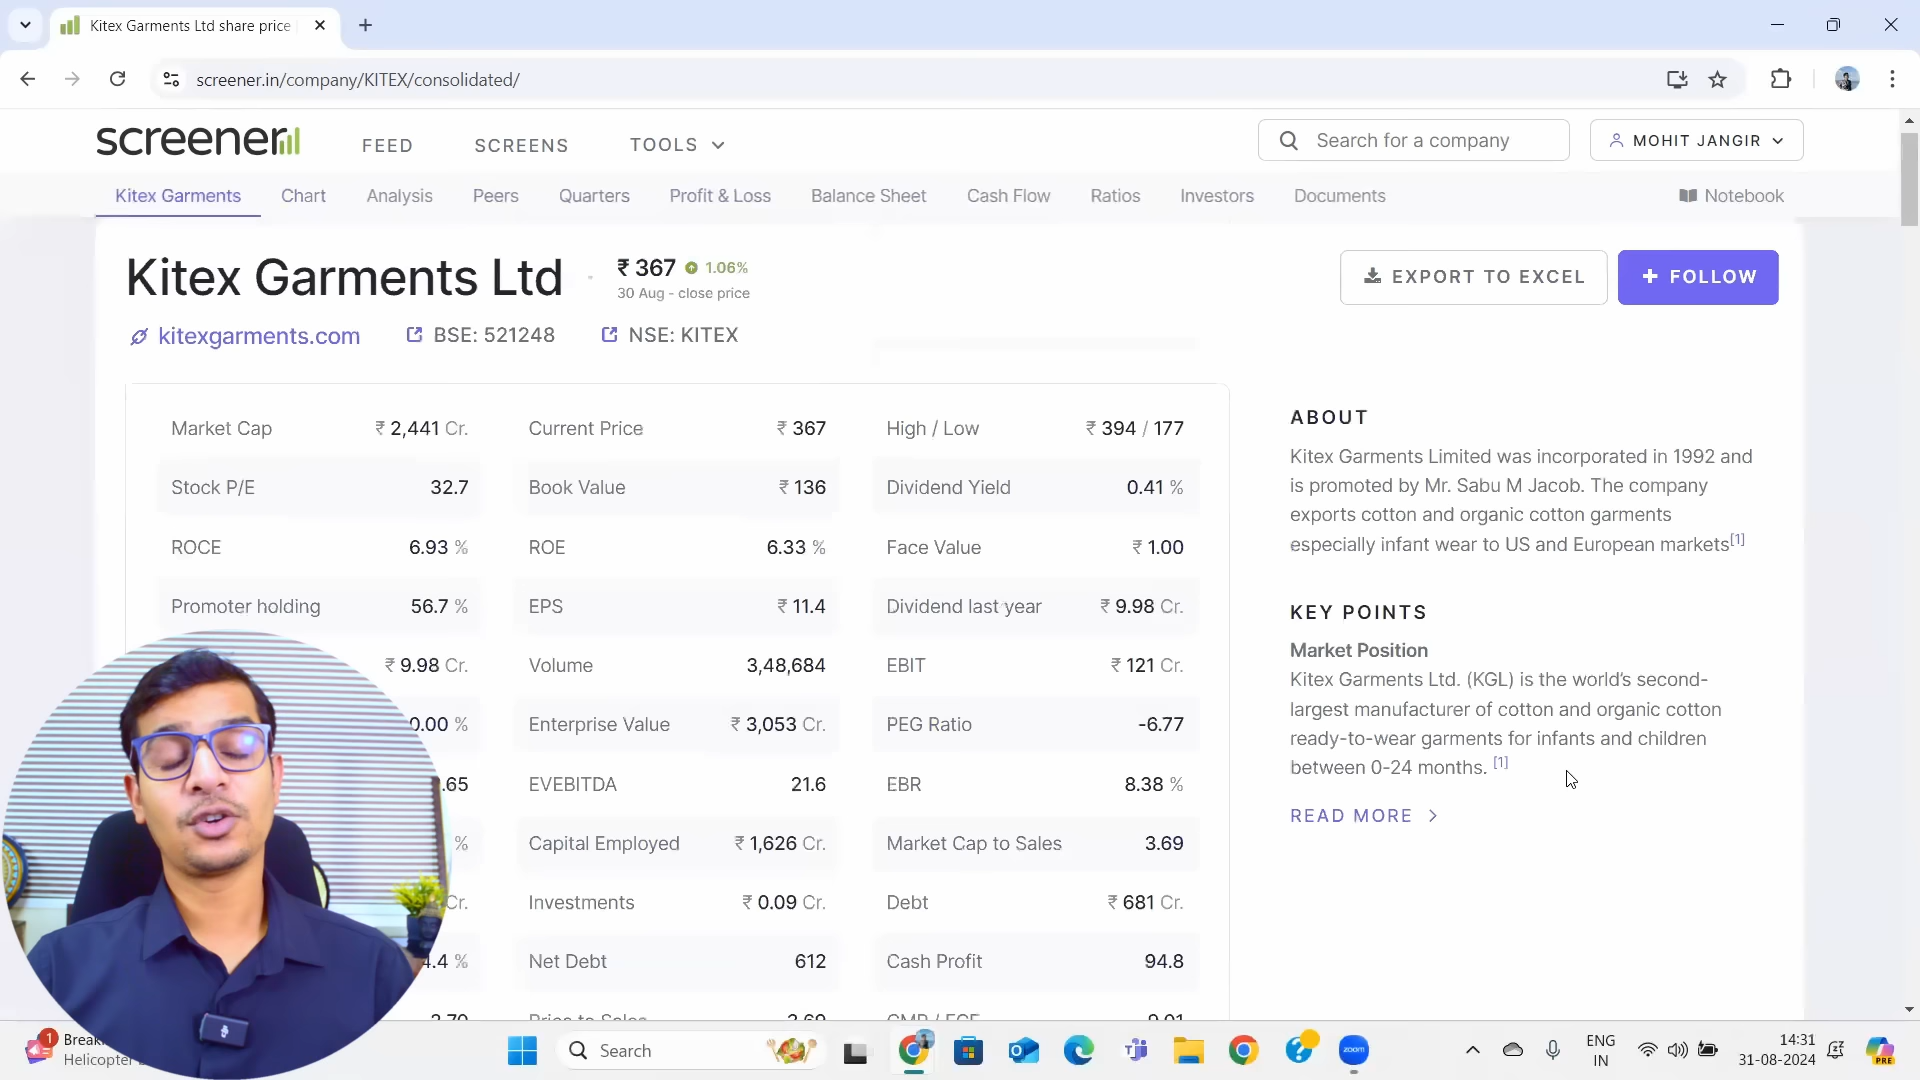 Kitex Garments Ltd share price
screener.in/company/KITEX/consolidated/
screener
FEED
SCREENS
TOOLS
Search for a company
MOHIT JANGIR
Kitex Garments
Chart
Analysis
Peers
Quarters
Profit & Loss
Balance Sheet
Cash Flow
Ratios
Investors
Documents
Notebook
Kitex Garments Ltd
₹ 367 1.06%
30 Aug - close price
EXPORT TO EXCEL
+ FOLLOW
kitexgarments.com
BSE: 521248
NSE: KITEX
Market Cap ₹ 2,441 Cr.
Current Price ₹ 367
High / Low ₹ 394 / 177
Stock P/E 32.7
Book Value ₹ 136
Dividend Yield 0.41 %
ROCE 6.93 %
ROE 6.33 %
Face Value ₹ 1.00
Promoter holding 56.7 %
EPS ₹ 11.4
Dividend last year ₹ 9.98 Cr.
₹ 9.98 Cr.
Volume 3,48,684
EBIT ₹ 121 Cr.
0.00 %
Enterprise Value ₹ 3,053 Cr.
PEG Ratio -6.77
.65
EVEBITDA 21.6
EBR 8.38 %
%
Capital Employed ₹ 1,626 Cr.
Market Cap to Sales 3.69
Cr.
Investments ₹ 0.09 Cr.
Debt ₹ 681 Cr.
4.4 %
Net Debt 612
Cash Profit 94.8
ABOUT
Kitex Garments Limited was incorporated in 1992 and
is promoted by Mr. Sabu M Jacob. The company
exports cotton and organic cotton garments
especially infant wear to US and European markets[1]
KEY POINTS
Market Position
Kitex Garments Ltd. (KGL) is the world's second-
largest manufacturer of cotton and organic cotton
ready-to-wear garments for infants and children
between 0-24 months. [1]
READ MORE
1
Break
Helicopter
Search
zoom
ENG
IN
14:31
31-08-2024
PRE